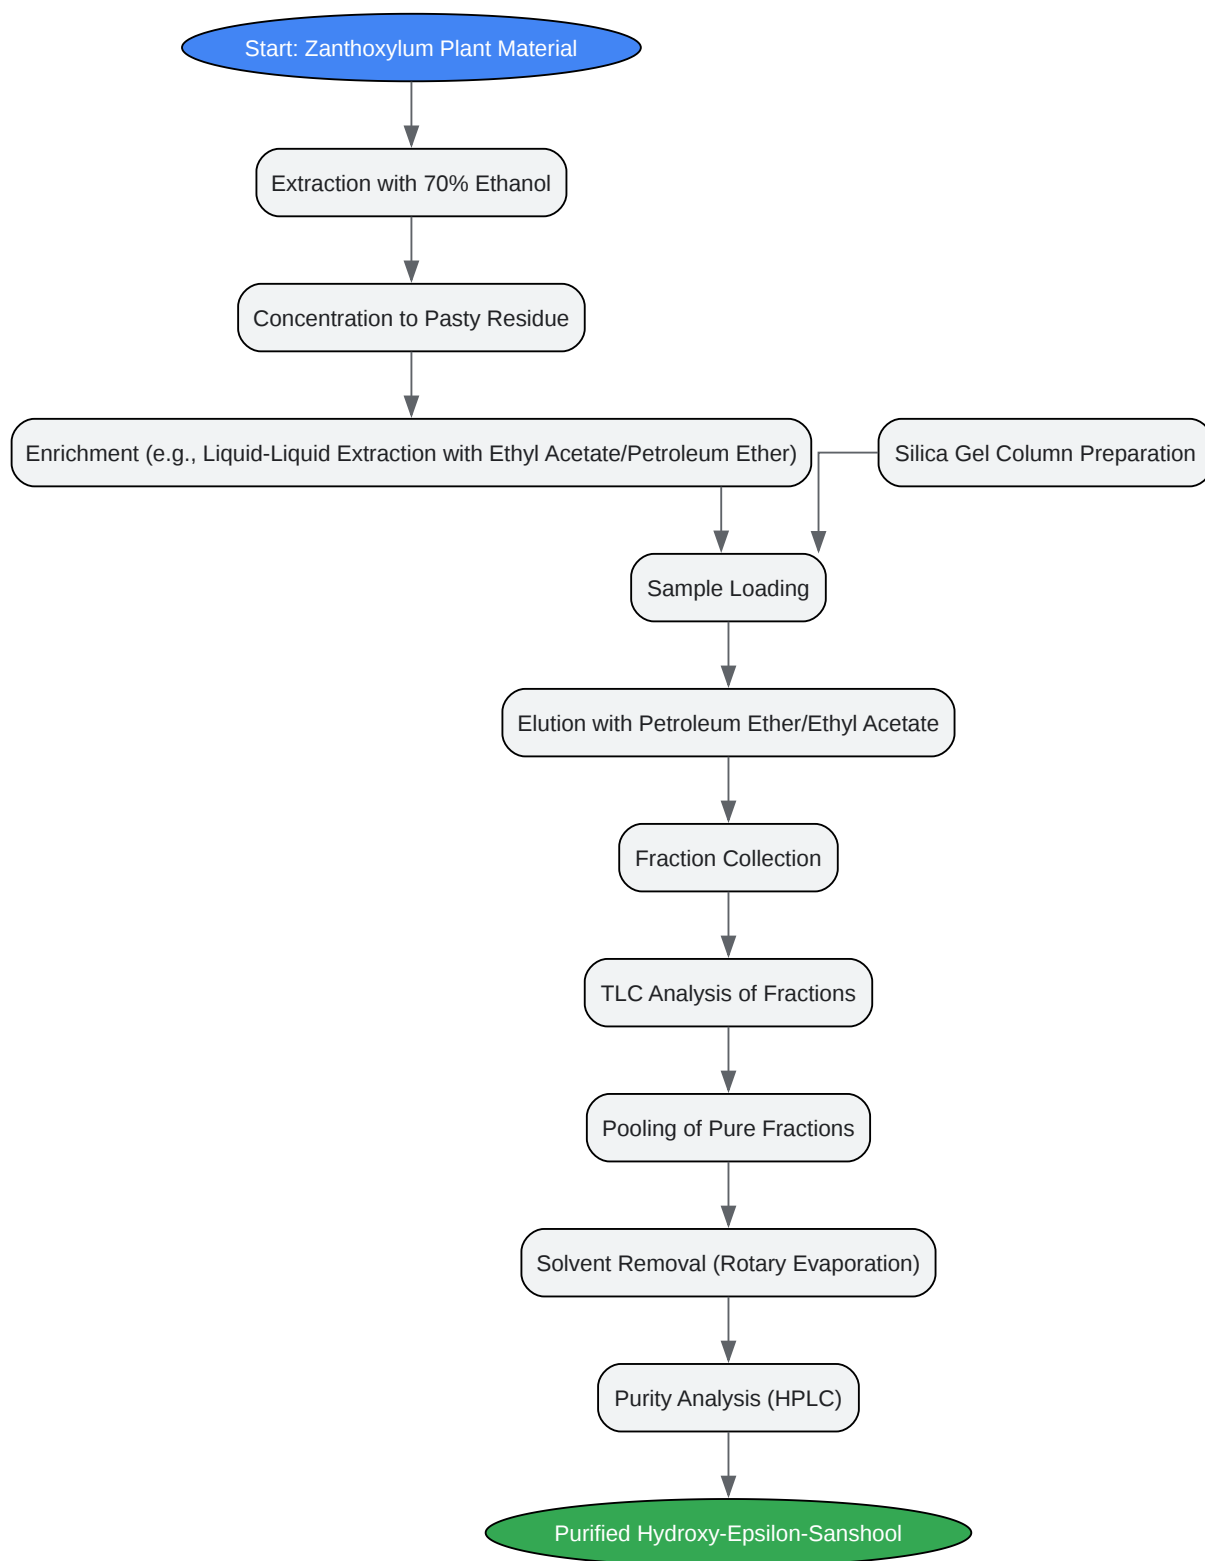 Start: Zanthoxylum Plant Material
Extraction with 70% Ethanol
Concentration to Pasty Residue
Enrichment (e.g., Liquid-Liquid Extraction with Ethyl Acetate/Petroleum Ether)
Silica Gel Column Preparation
Sample Loading
Elution with Petroleum Ether/Ethyl Acetate
Fraction Collection
TLC Analysis of Fractions
Pooling of Pure Fractions
Solvent Removal (Rotary Evaporation)
Purity Analysis (HPLC)
Purified Hydroxy-Epsilon-Sanshool